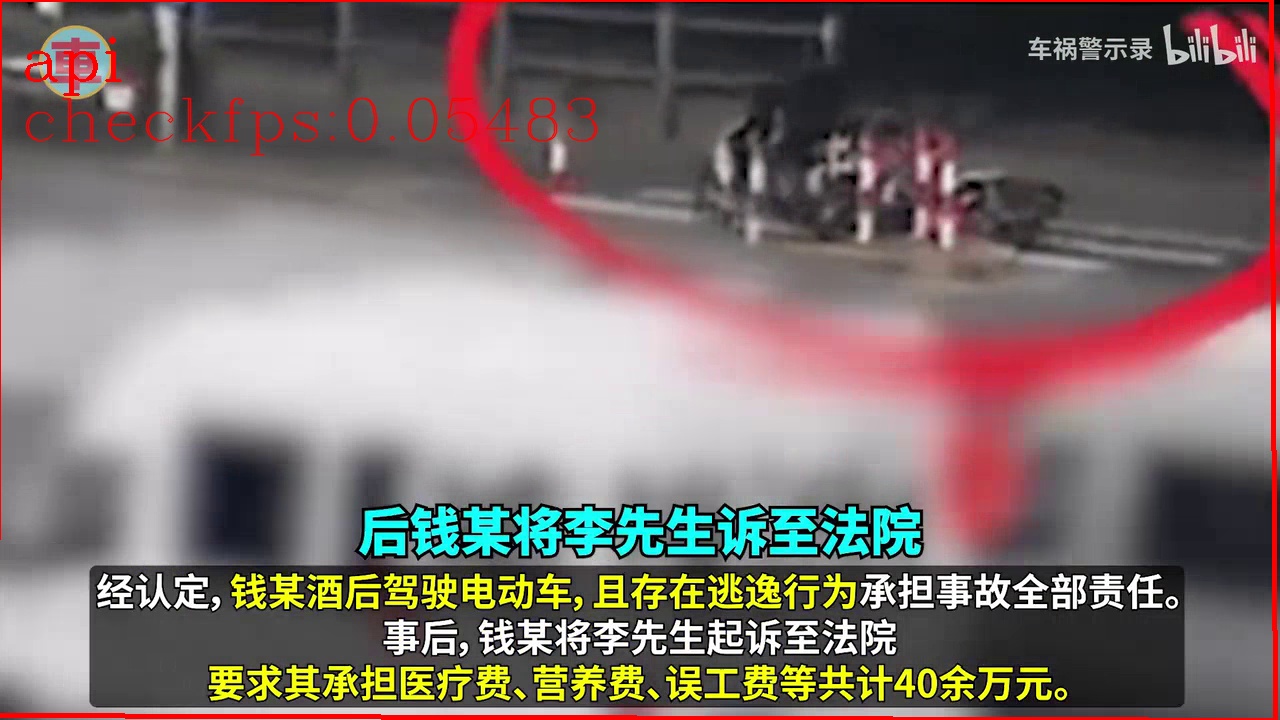 车祸警示录 bilibili
api
checkfps:0.05483
后钱某将李先生诉至法院
经认定,钱某酒后驾驶电动车,且存在逃逸行为承担事故全部责任。
事后,钱某将李先生起诉至法院
要求其承担医疗费、营养费、误工费等共计40余万元。